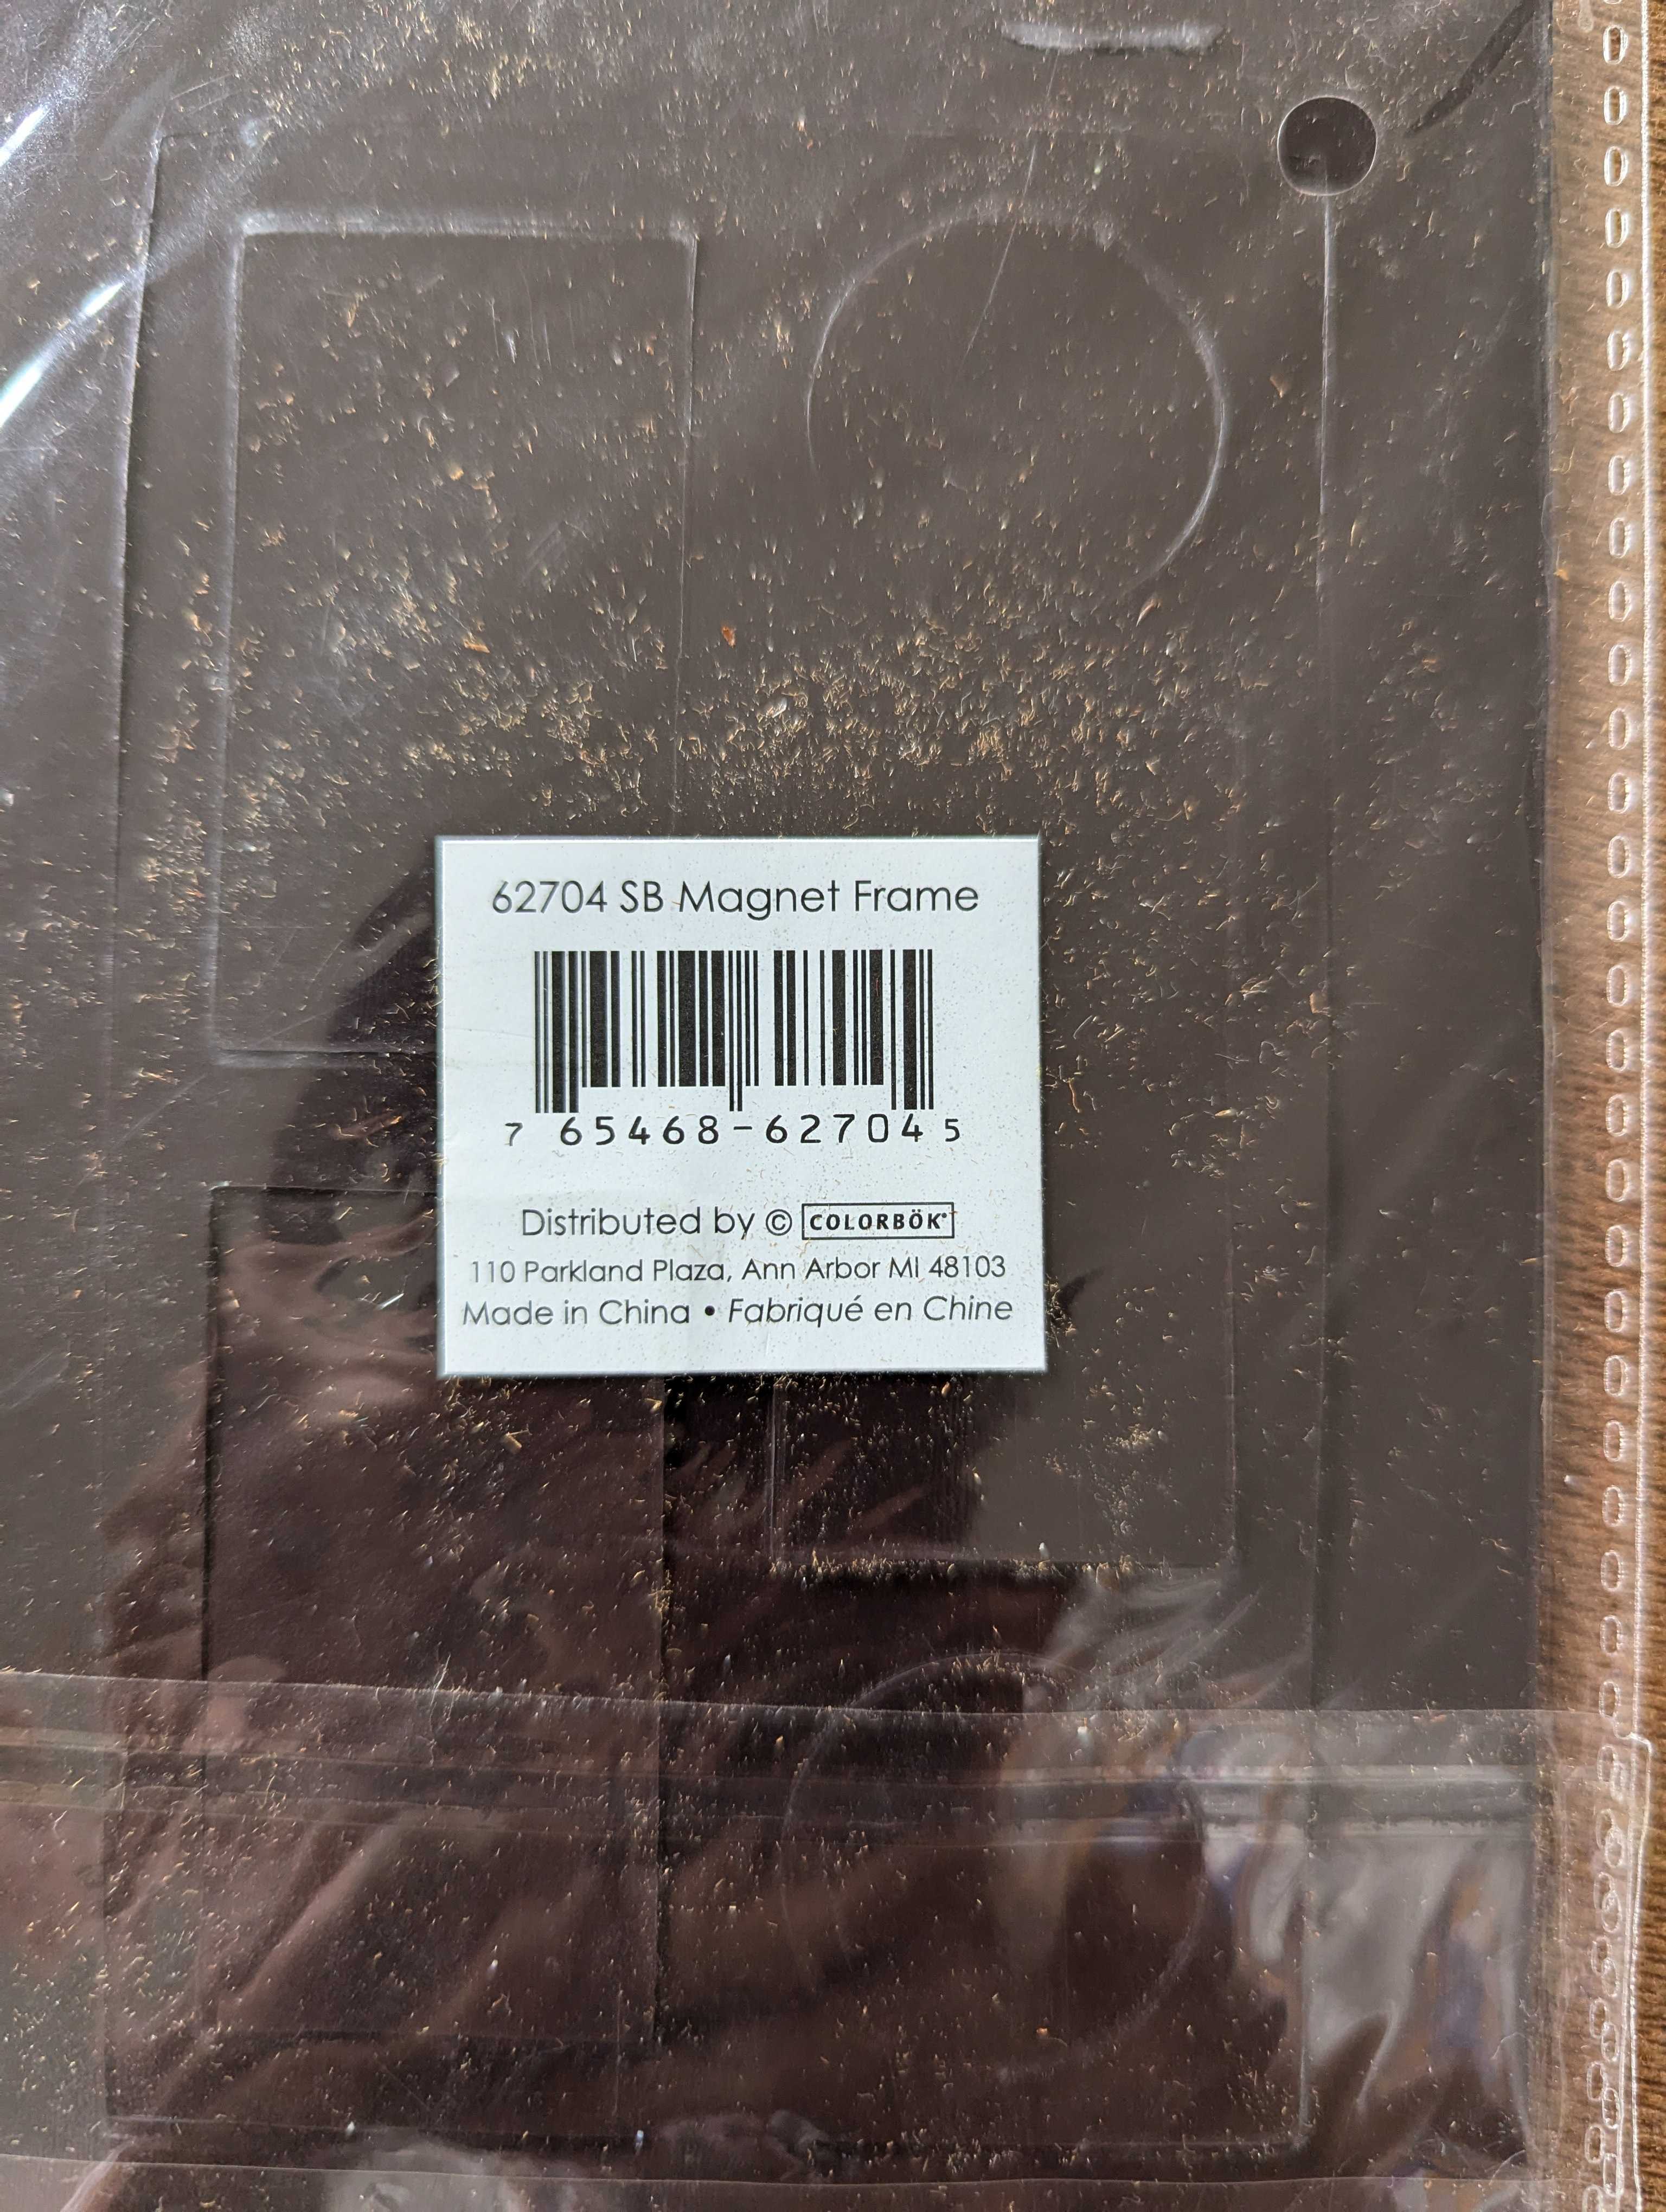 62704 SB Magnet Frame
7 65468-62704 5
Distributed by © COLORBÖK®
110 Parkland Plaza, Ann Arbor MI 48103
Made in China • Fabriqué en Chine